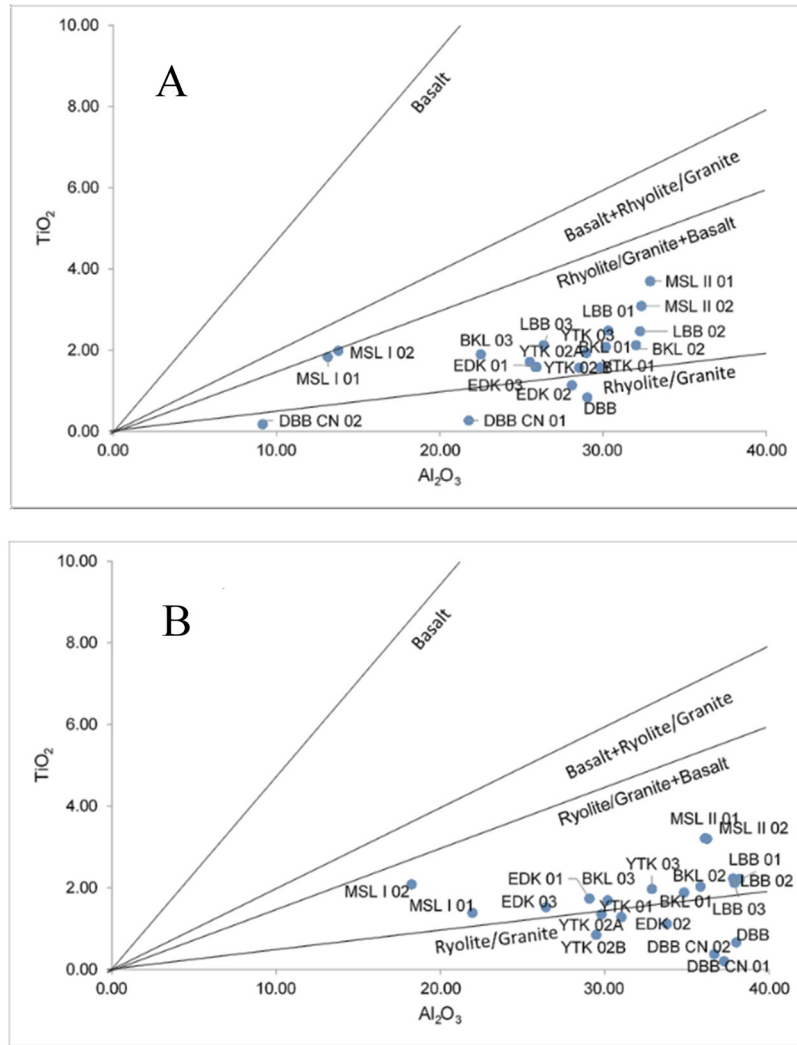 A
10.00
8.00
6.00
4.00
2.00
0.00
TiO2
Basalt
Basalt+Rhyolite/Granite
Rhyolite/Granite+Basalt
MSL II 01
MSL II 02
LBB 01
LBB 03
YTK 03
LBB 02
BKL 03
MSL I 02
YTK 02A
BKL 01
BKL 02
MSL I 01
EDK 01
YTK 02 B
YTK 01
EDK 03
EDK 02
Rhyolite/Granite
DBB
DBB CN 02
DBB CN 01
0.00 10.00 20.00 30.00 40.00
Al2O3
B
10.00
8.00
6.00
4.00
2.00
0.00
TiO2
Basalt
Basalt+Ryolite/Granite
Ryolite/Granite+Basalt
MSL II 01
MSL II 02
YTK 03
LBB 01
EDK 01
BKL 03
BKL 02
LBB 02
MSL I 02
MSL I 01
EDK 03
YTK 01
BKL 01
LBB 03
YTK 02A
EDK 02
DBB
Ryolite/Granite
YTK 02B
DBB CN 02
DBB CN 01
0.00 10.00 20.00 30.00 40.00
Al2O3